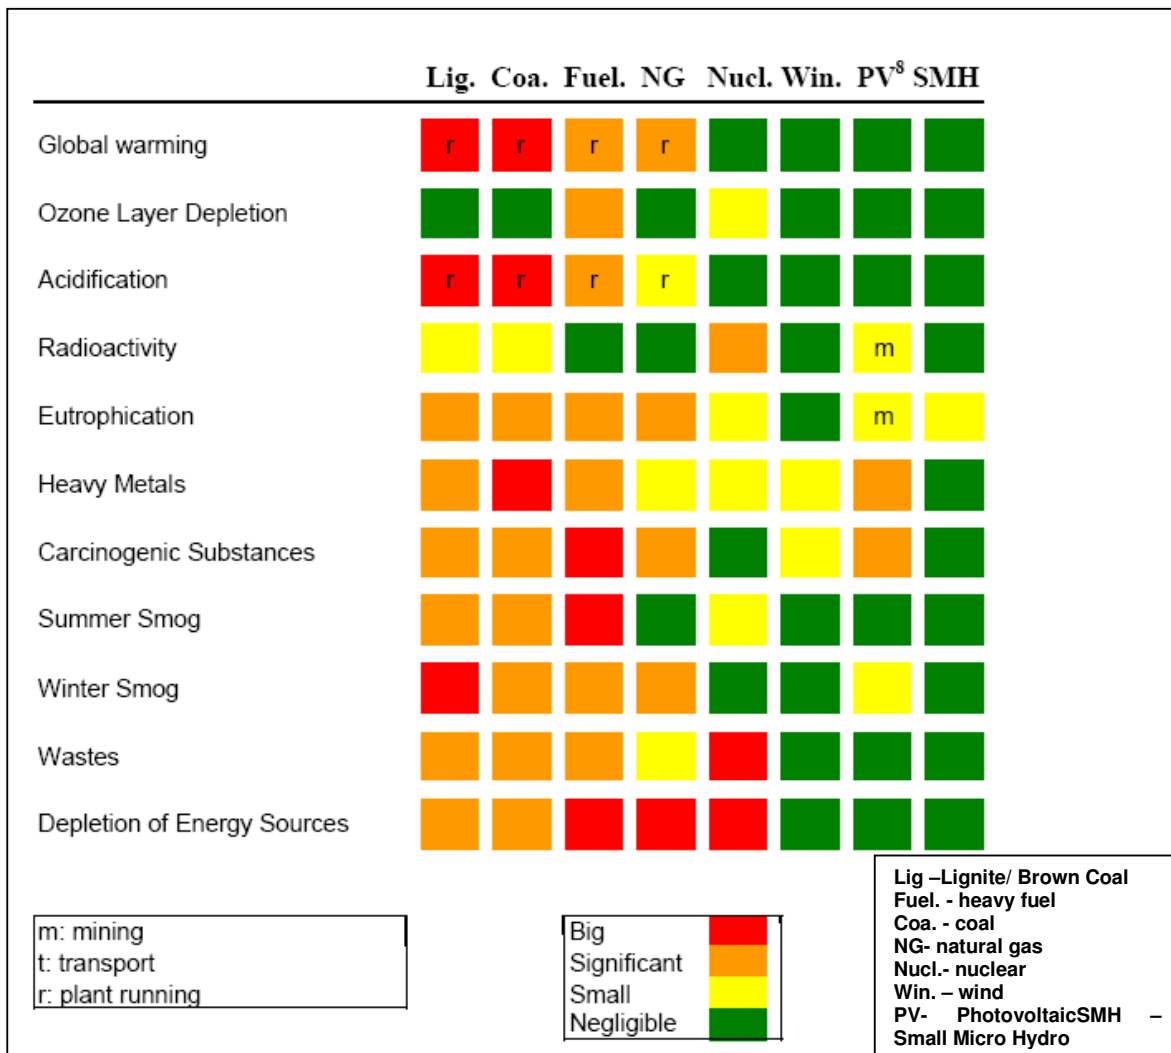 Lig. Coa. Fuel. NG Nucl. Win. PV8 SMH
Global warming r r r r
Ozone Layer Depletion
Acidification r r r r
Radioactivity m
Eutrophication m
Heavy Metals
Carcinogenic Substances
Summer Smog
Winter Smog
Wastes
Depletion of Energy Sources
m: mining
t: transport
r: plant running
Big
Significant
Small
Negligible
Lig –Lignite/ Brown Coal
Fuel. - heavy fuel
Coa. - coal
NG- natural gas
Nucl.- nuclear
Win. – wind
PV- PhotovoltaicSMH –
Small Micro Hydro